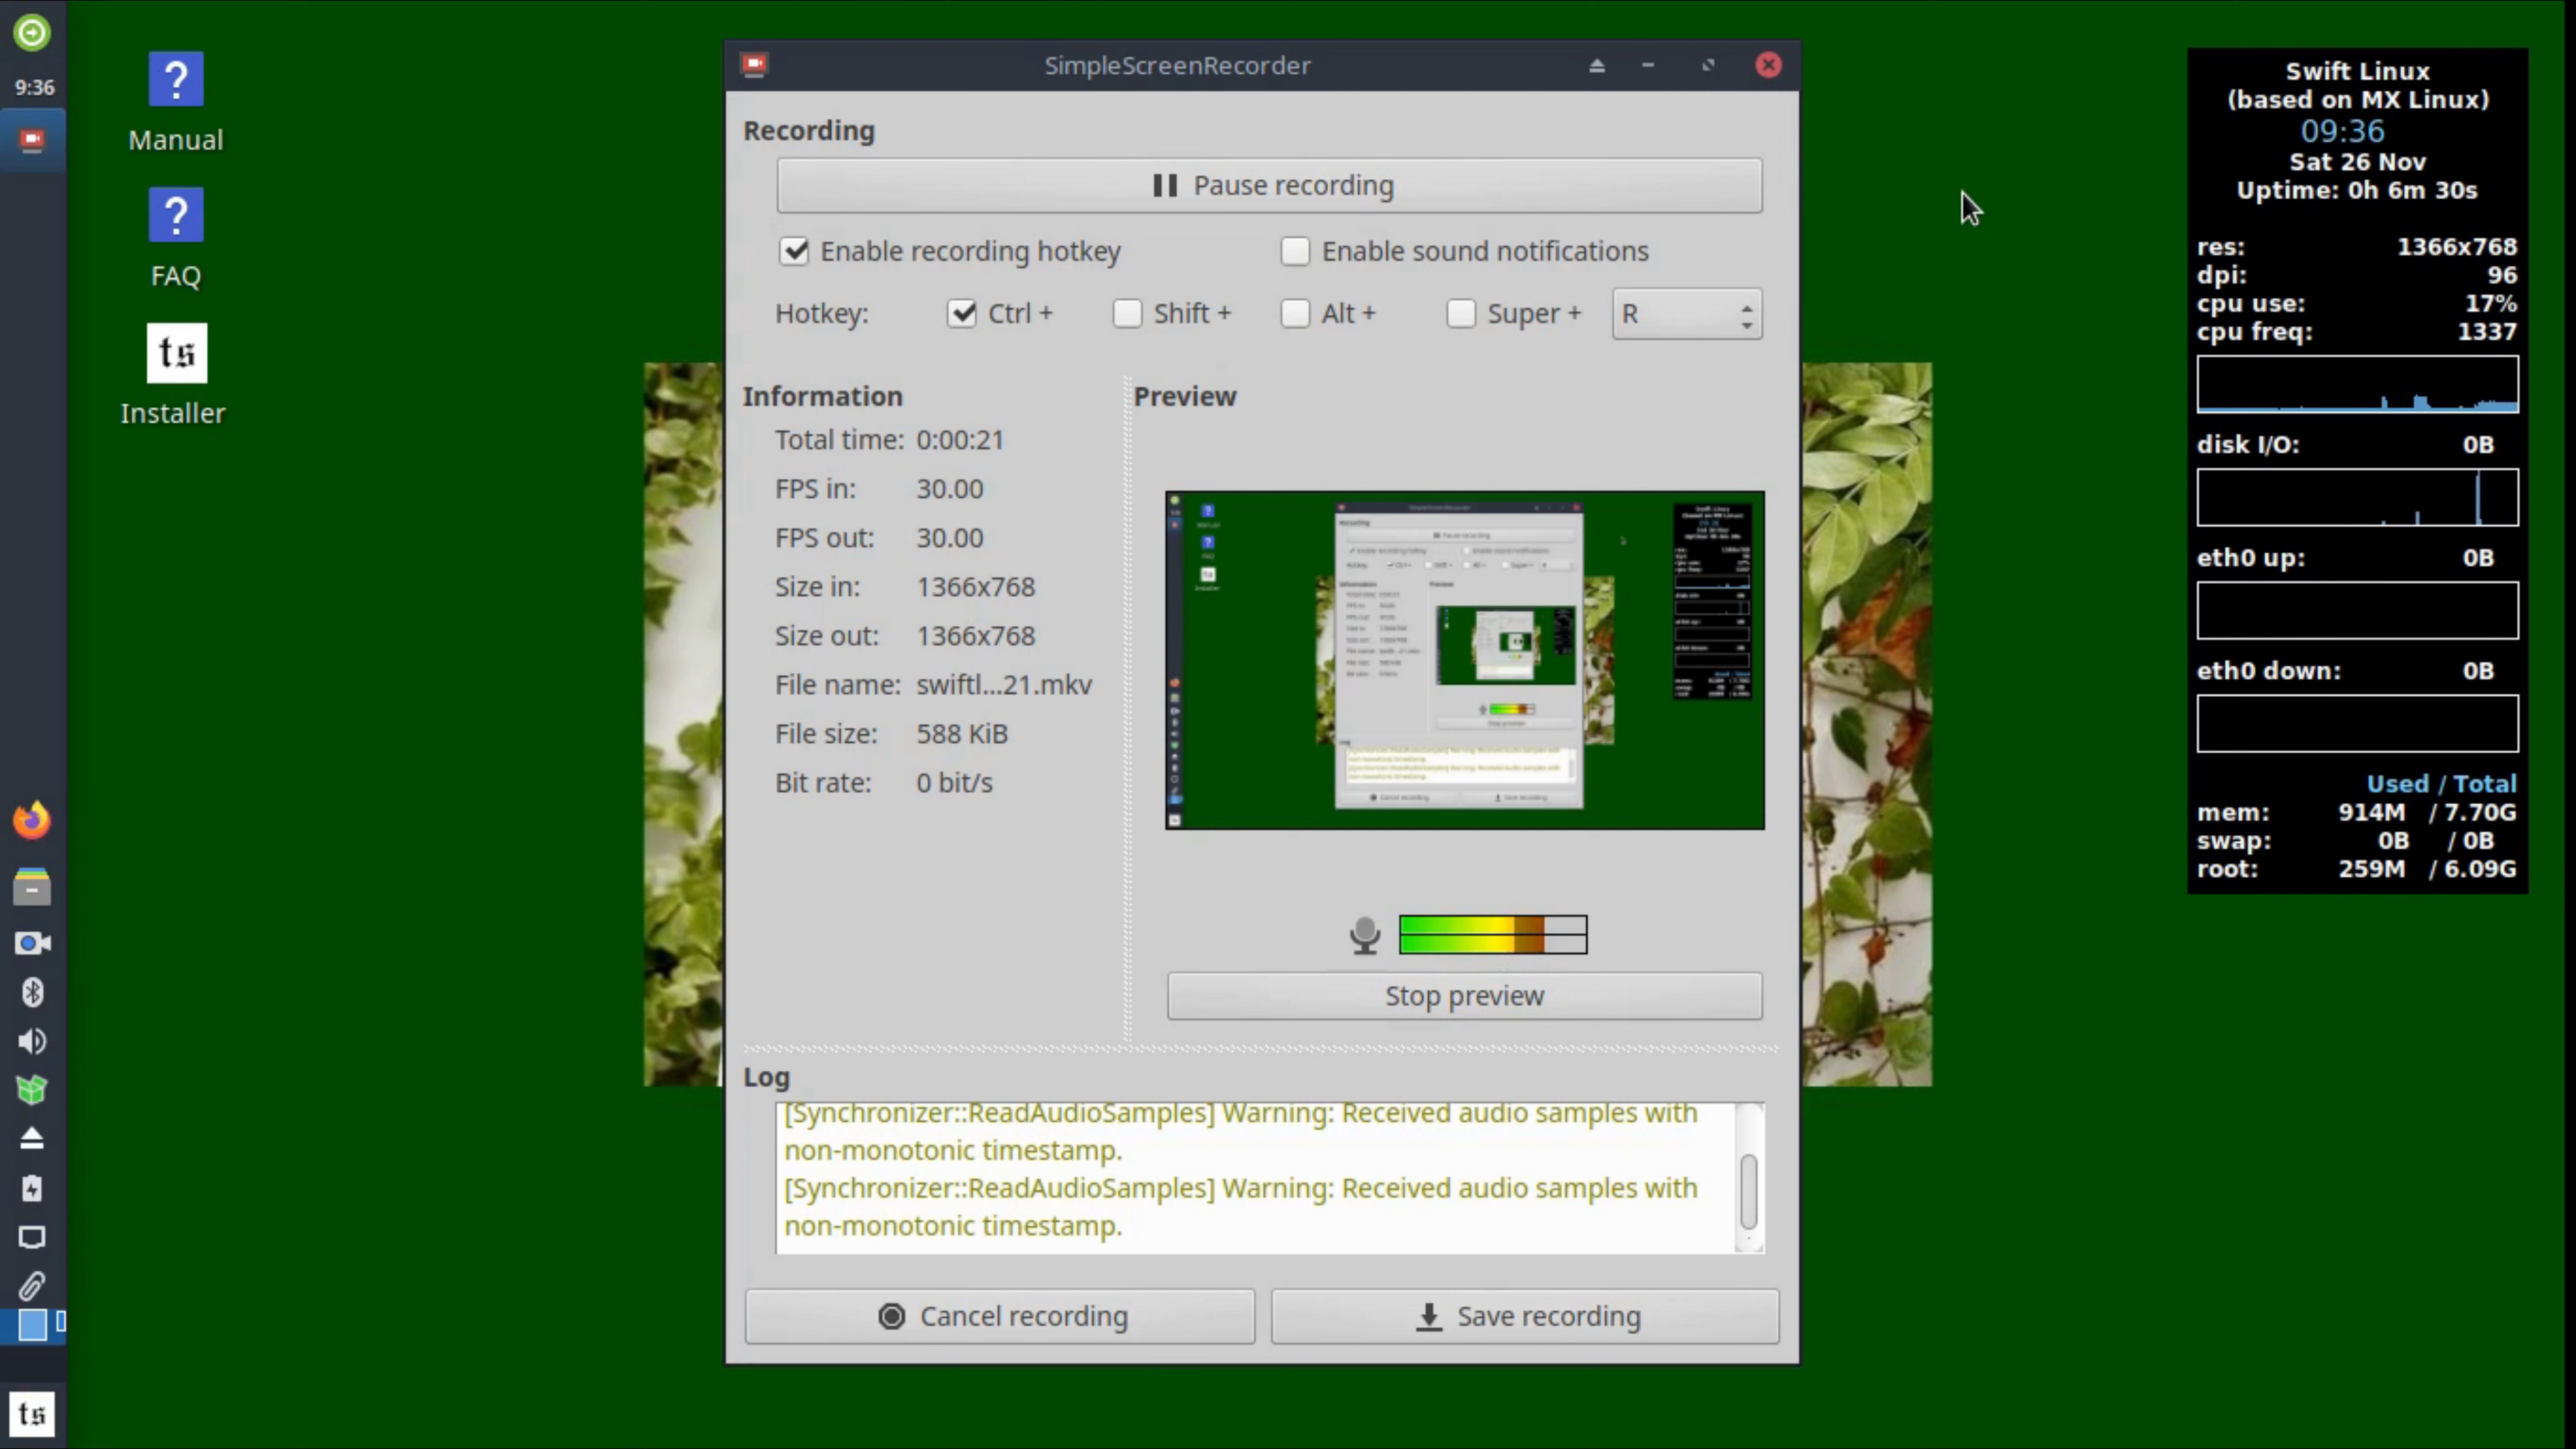 9:36
Manual
FAQ
ts
Installer
ts
SimpleScreenRecorder
Recording
Pause recording
Enable recording hotkey Enable sound notifications
Hotkey: Ctrl + Shift + Alt + Super + R
Information
Total time: 0:00:21
FPS in: 30.00
FPS out: 30.00
Size in: 1366x768
Size out: 1366x768
File name: swiftl...21.mkv
File size: 588 KiB
Bit rate: 0 bit/s
Preview
Stop preview
Log
[Synchronizer::ReadAudioSamples] Warning: Received audio samples with
non-monotonic timestamp.
[Synchronizer::ReadAudioSamples] Warning: Received audio samples with
non-monotonic timestamp.
Cancel recording Save recording
Swift Linux
(based on MX Linux)
09:36
Sat 26 Nov
Uptime: 0h 6m 30s
res: 1366x768
dpi: 96
cpu use: 17%
cpu freq: 1337
disk I/O: 0B
eth0 up: 0B
eth0 down: 0B
Used / Total
mem: 914M / 7.70G
swap: 0B / 0B
root: 259M / 6.09G